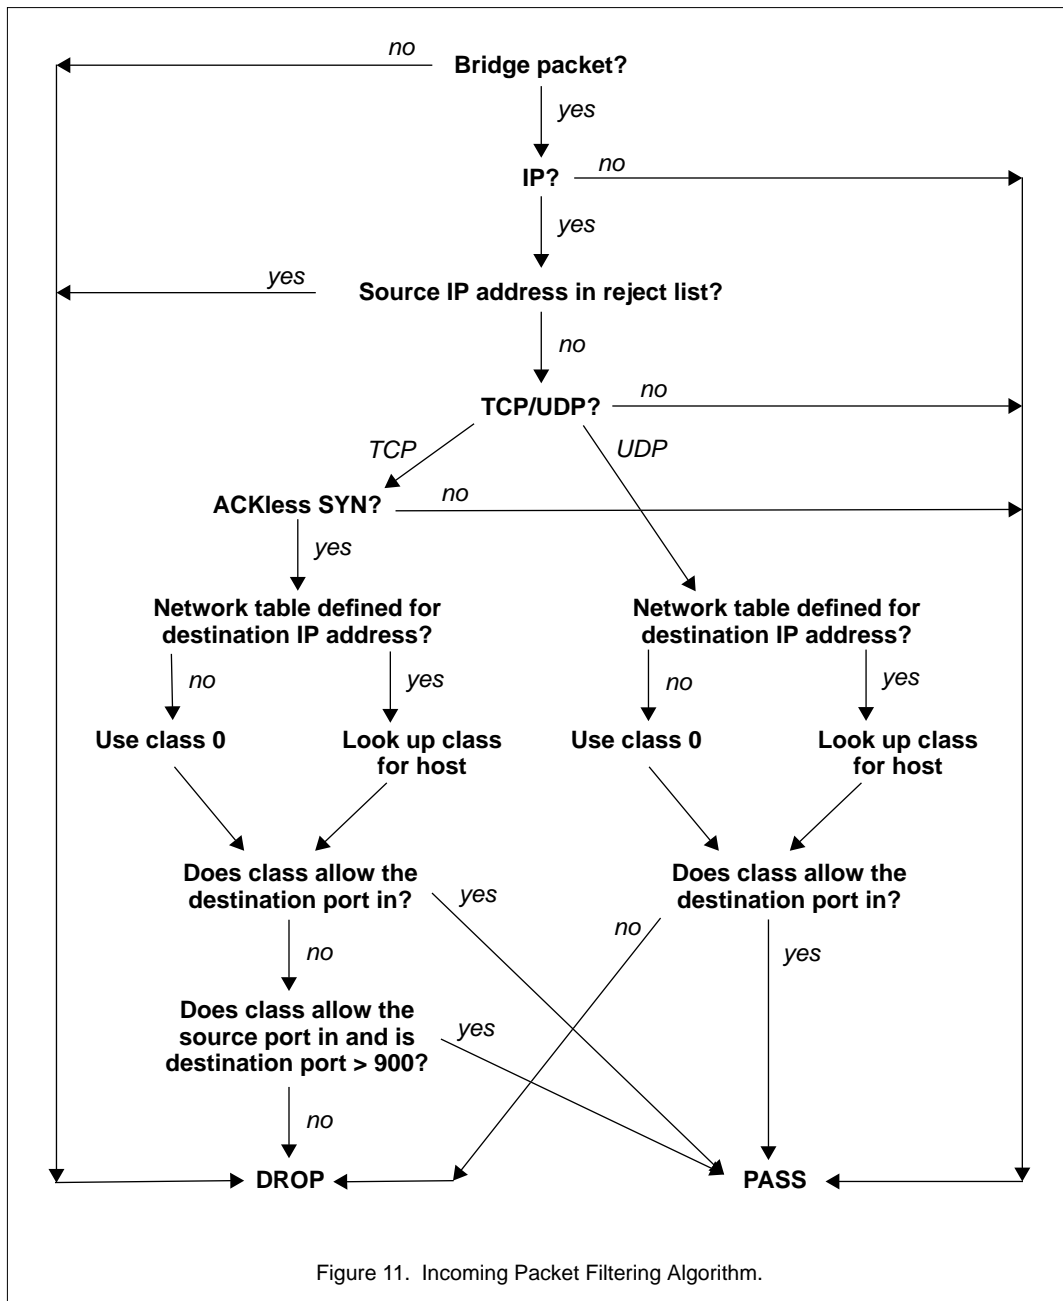 no
Bridge packet?
yes
IP?
no
yes
yes
Source IP address in reject list?
no
TCP/UDP?
no
TCP
UDP
ACKless SYN?
no
yes
Network table defined for
destination IP address?
Network table defined for
destination IP address?
no
yes
no
yes
Use class 0
Look up class
for host
Use class 0
Look up class
for host
Does class allow the
destination port in?
yes
Does class allow the
destination port in?
no
no
yes
Does class allow the
source port in and is
destination port > 900?
yes
no
DROP
PASS
Figure 11. Incoming Packet Filtering Algorithm.